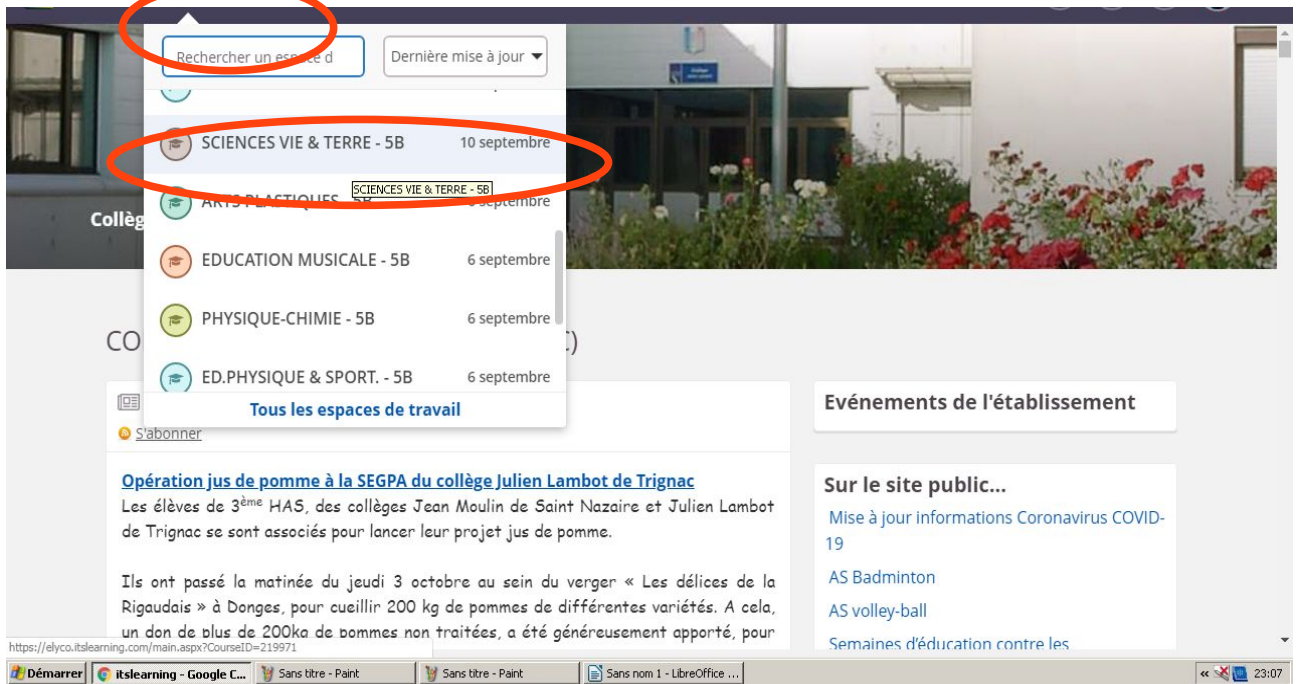 Rechercher un espace d
Dernière mise à jour
SCIENCES VIE & TERRE - 5B 10 septembre
SCIENCES VIE & TERRE - 5B
ARTS PLASTIQUES - 5B septembre
EDUCATION MUSICALE - 5B 6 septembre
PHYSIQUE-CHIMIE - 5B 6 septembre
ED.PHYSIQUE & SPORT. - 5B 6 septembre
Tous les espaces de travail
Collèg
CO
C)
S'abonner
Opération jus de pomme à la SEGPA du collège Julien Lambot de Trignac
Les élèves de 3ème HAS, des collèges Jean Moulin de Saint Nazaire et Julien Lambot
de Trignac se sont associés pour lancer leur projet jus de pomme.
Ils ont passé la matinée du jeudi 3 octobre au sein du verger « Les délices de la
Rigaudais » à Donges, pour cueillir 200 kg de pommes de différentes variétés. A cela,
un don de plus de 200kg de pommes non traitées, a été généreusement apporté, pour
Evénements de l'établissement
Sur le site public...
Mise à jour informations Coronavirus COVID-
19
AS Badminton
AS volley-ball
Semaines d'éducation contre les
https://elyco.itslearning.com/main.aspx?CourseID=219971
Démarrer
itslearning - Google C...
Sans titre - Paint
Sans titre - Paint
Sans nom 1 - LibreOffice ...
« 23:07